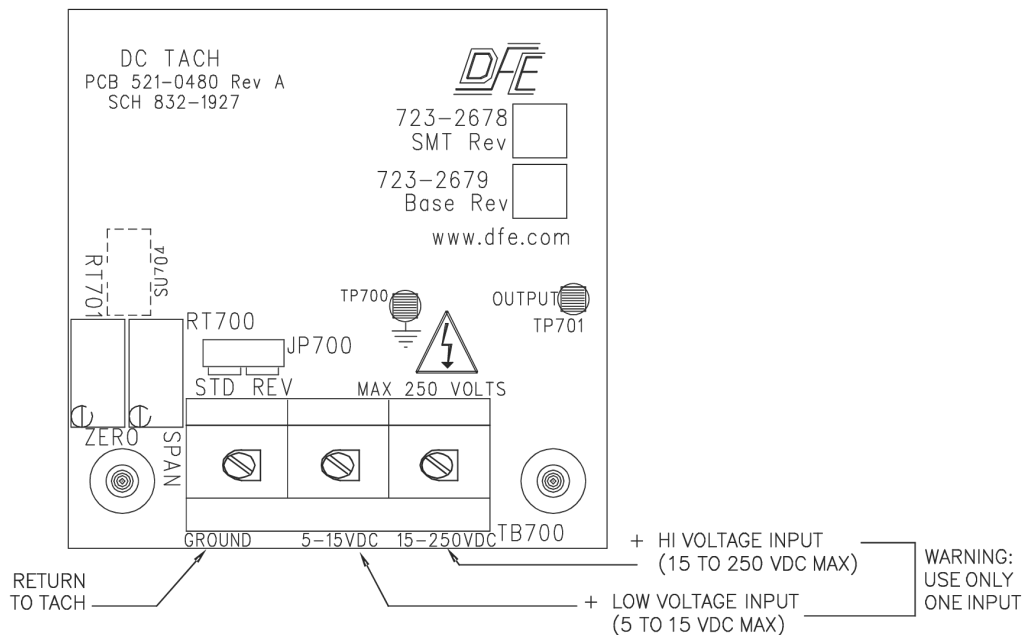 DC TACH
PCB 521-0480 Rev A
SCH 832-1927
DFE
723-2678
SMT Rev
723-2679
Base Rev
www.dfe.com
RT701
SU704
TP700
OUTPUT
TP701
RT700
JP700
STD REV
MAX 250 VOLTS
ZERO
SPAN
GROUND
5-15VDC
15-250VDC
TB700
RETURN
TO TACH
+ HI VOLTAGE INPUT
(15 TO 250 VDC MAX)
+ LOW VOLTAGE INPUT
(5 TO 15 VDC MAX)
WARNING:
USE ONLY
ONE INPUT